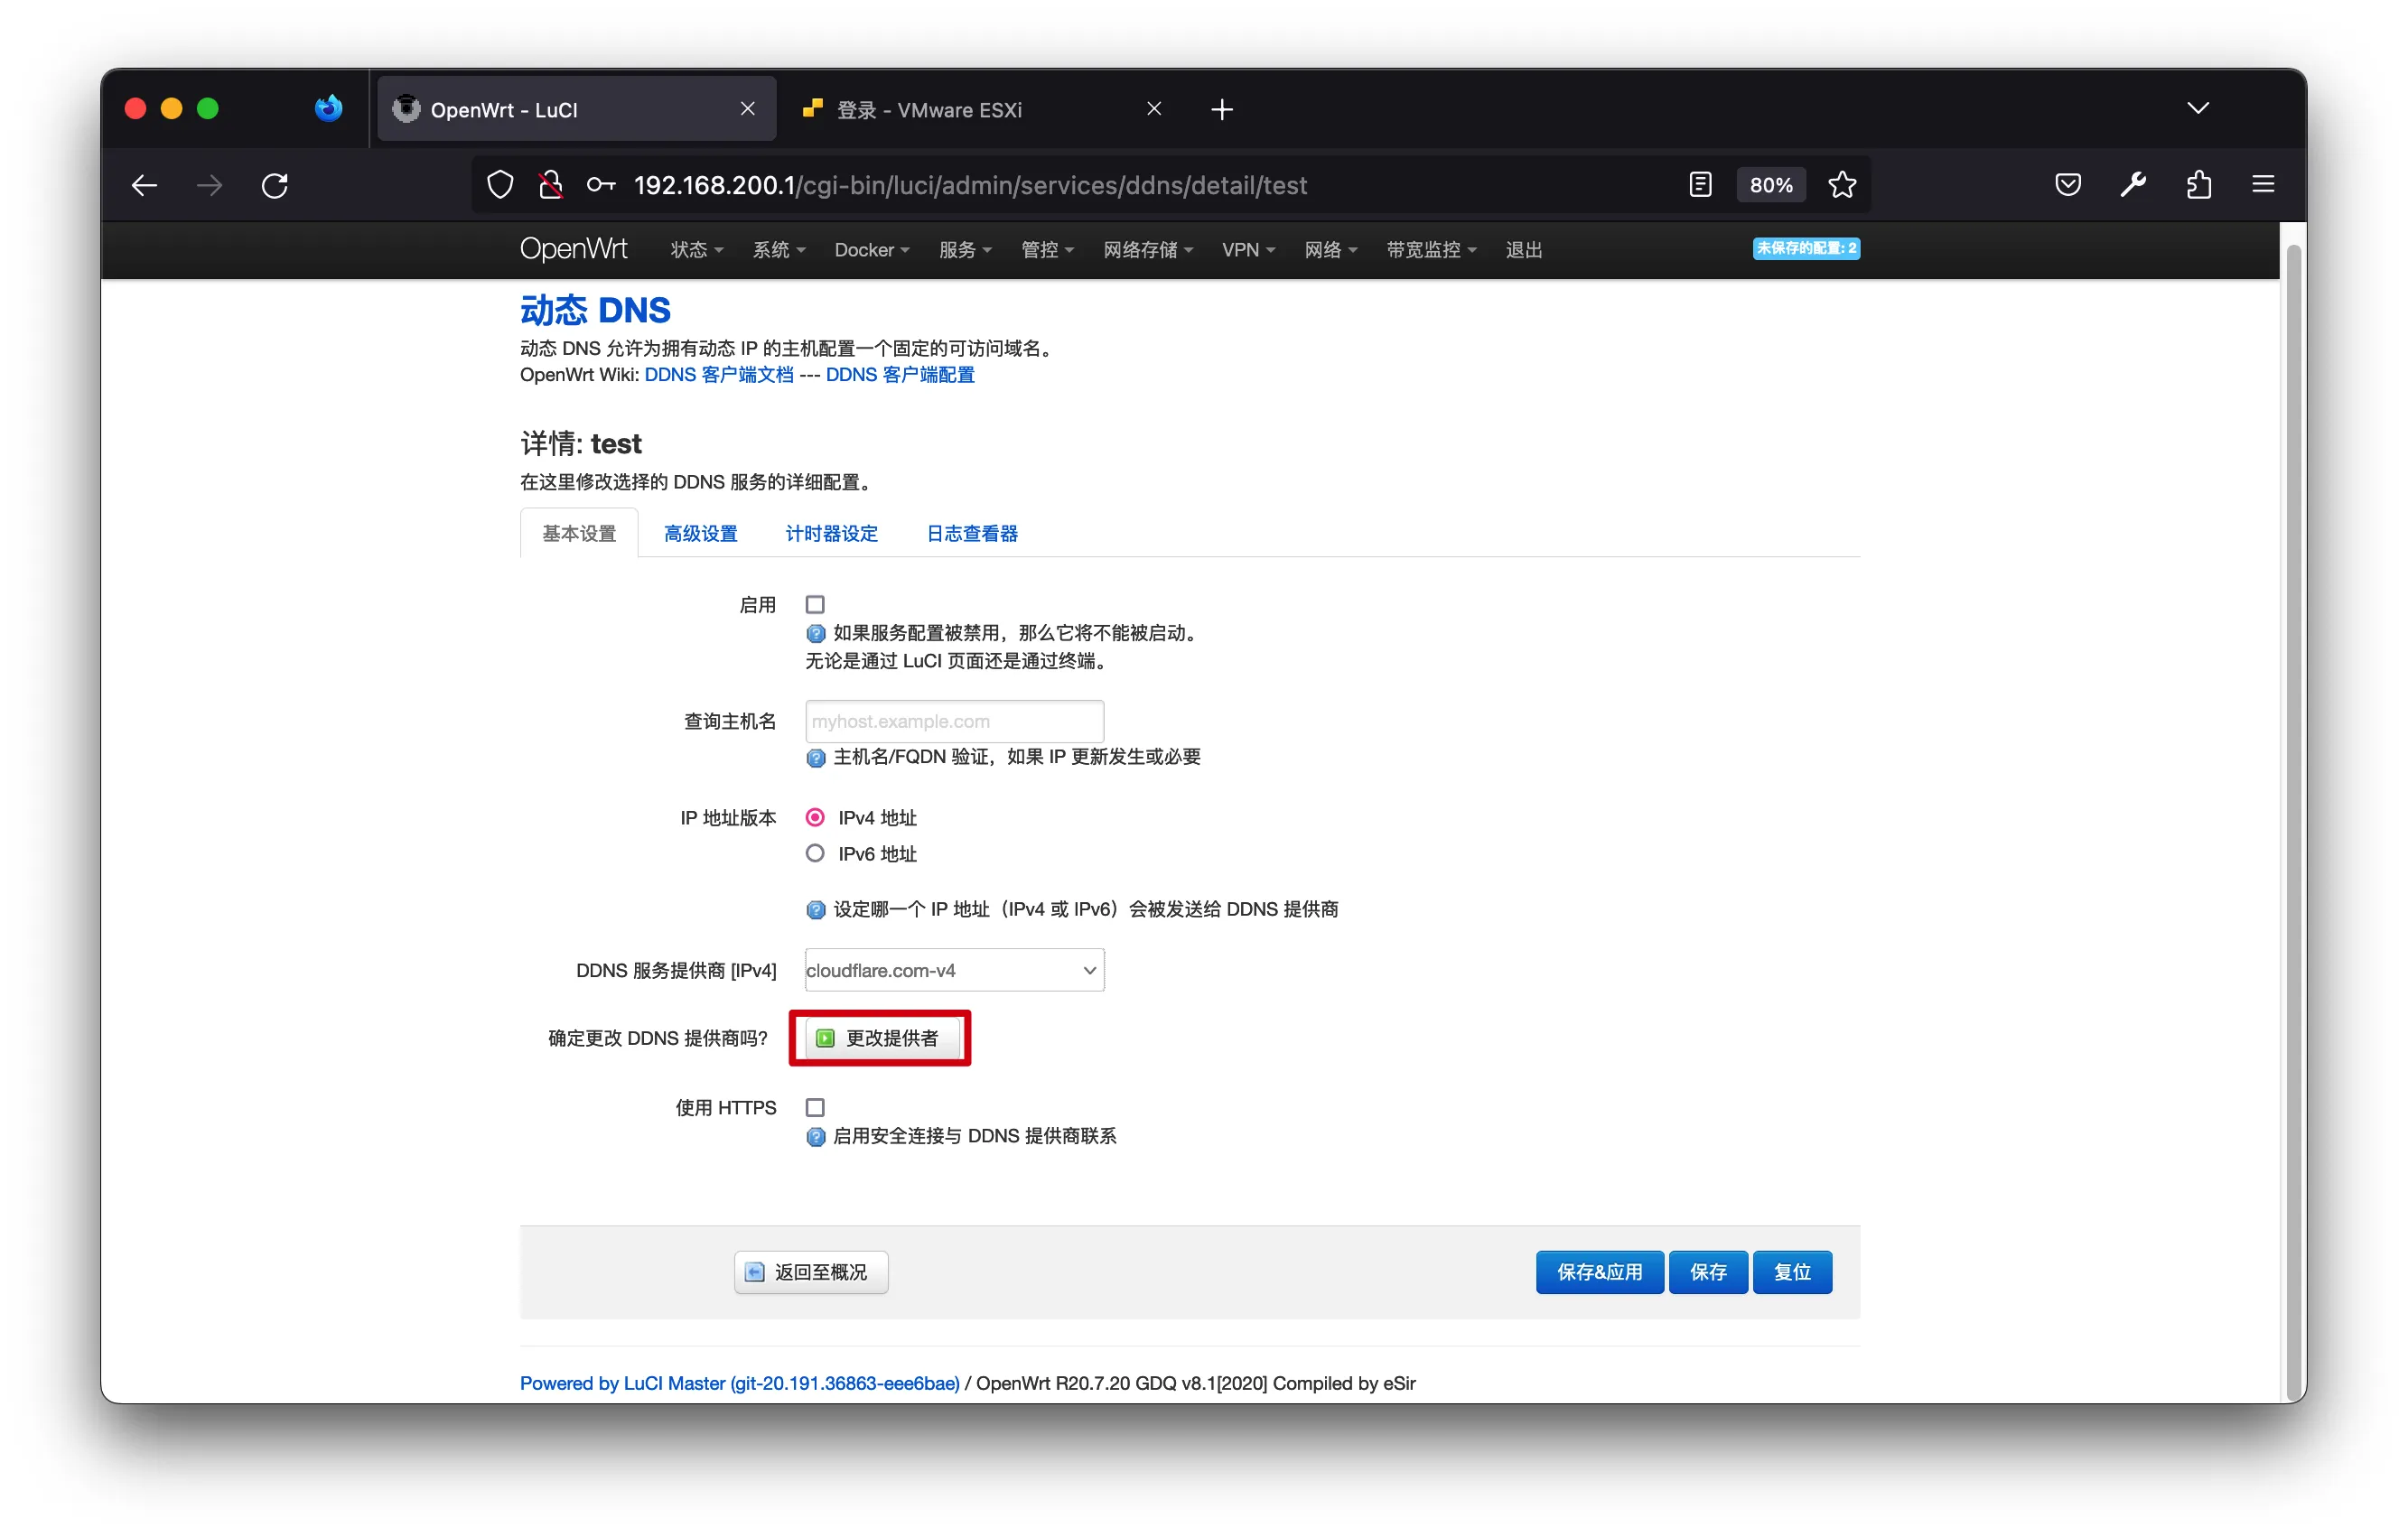 OpenWrt - LuCI
登录 - VMware ESXi
192.168.200.1/cgi-bin/luci/admin/services/ddns/detail/test
80%
OpenWrt 状态 系统 Docker 服务 管控 网络存储 VPN 网络 带宽监控 退出 未保存的配置: 2
动态 DNS
动态 DNS 允许为拥有动态 IP 的主机配置一个固定的可访问域名。
OpenWrt Wiki: DDNS 客户端文档 --- DDNS 客户端配置
详情: test
在这里修改选择的 DDNS 服务的详细配置。
基本设置 高级设置 计时器设定 日志查看器
启用
如果服务配置被禁用，那么它将不能被启动。
无论是通过 LuCI 页面还是通过终端。
查询主机名 myhost.example.com
主机名/FQDN 验证，如果 IP 更新发生或必要
IP 地址版本 IPv4 地址
IPv6 地址
设定哪一个 IP 地址（IPv4 或 IPv6）会被发送给 DDNS 提供商
DDNS 服务提供商 [IPv4] cloudflare.com-v4
确定更改 DDNS 提供商吗? 更改提供者
使用 HTTPS
启用安全连接与 DDNS 提供商联系
返回至概况 保存&应用 保存 复位
Powered by LuCI Master (git-20.191.36863-eee6bae) / OpenWrt R20.7.20 GDQ v8.1[2020] Compiled by eSir